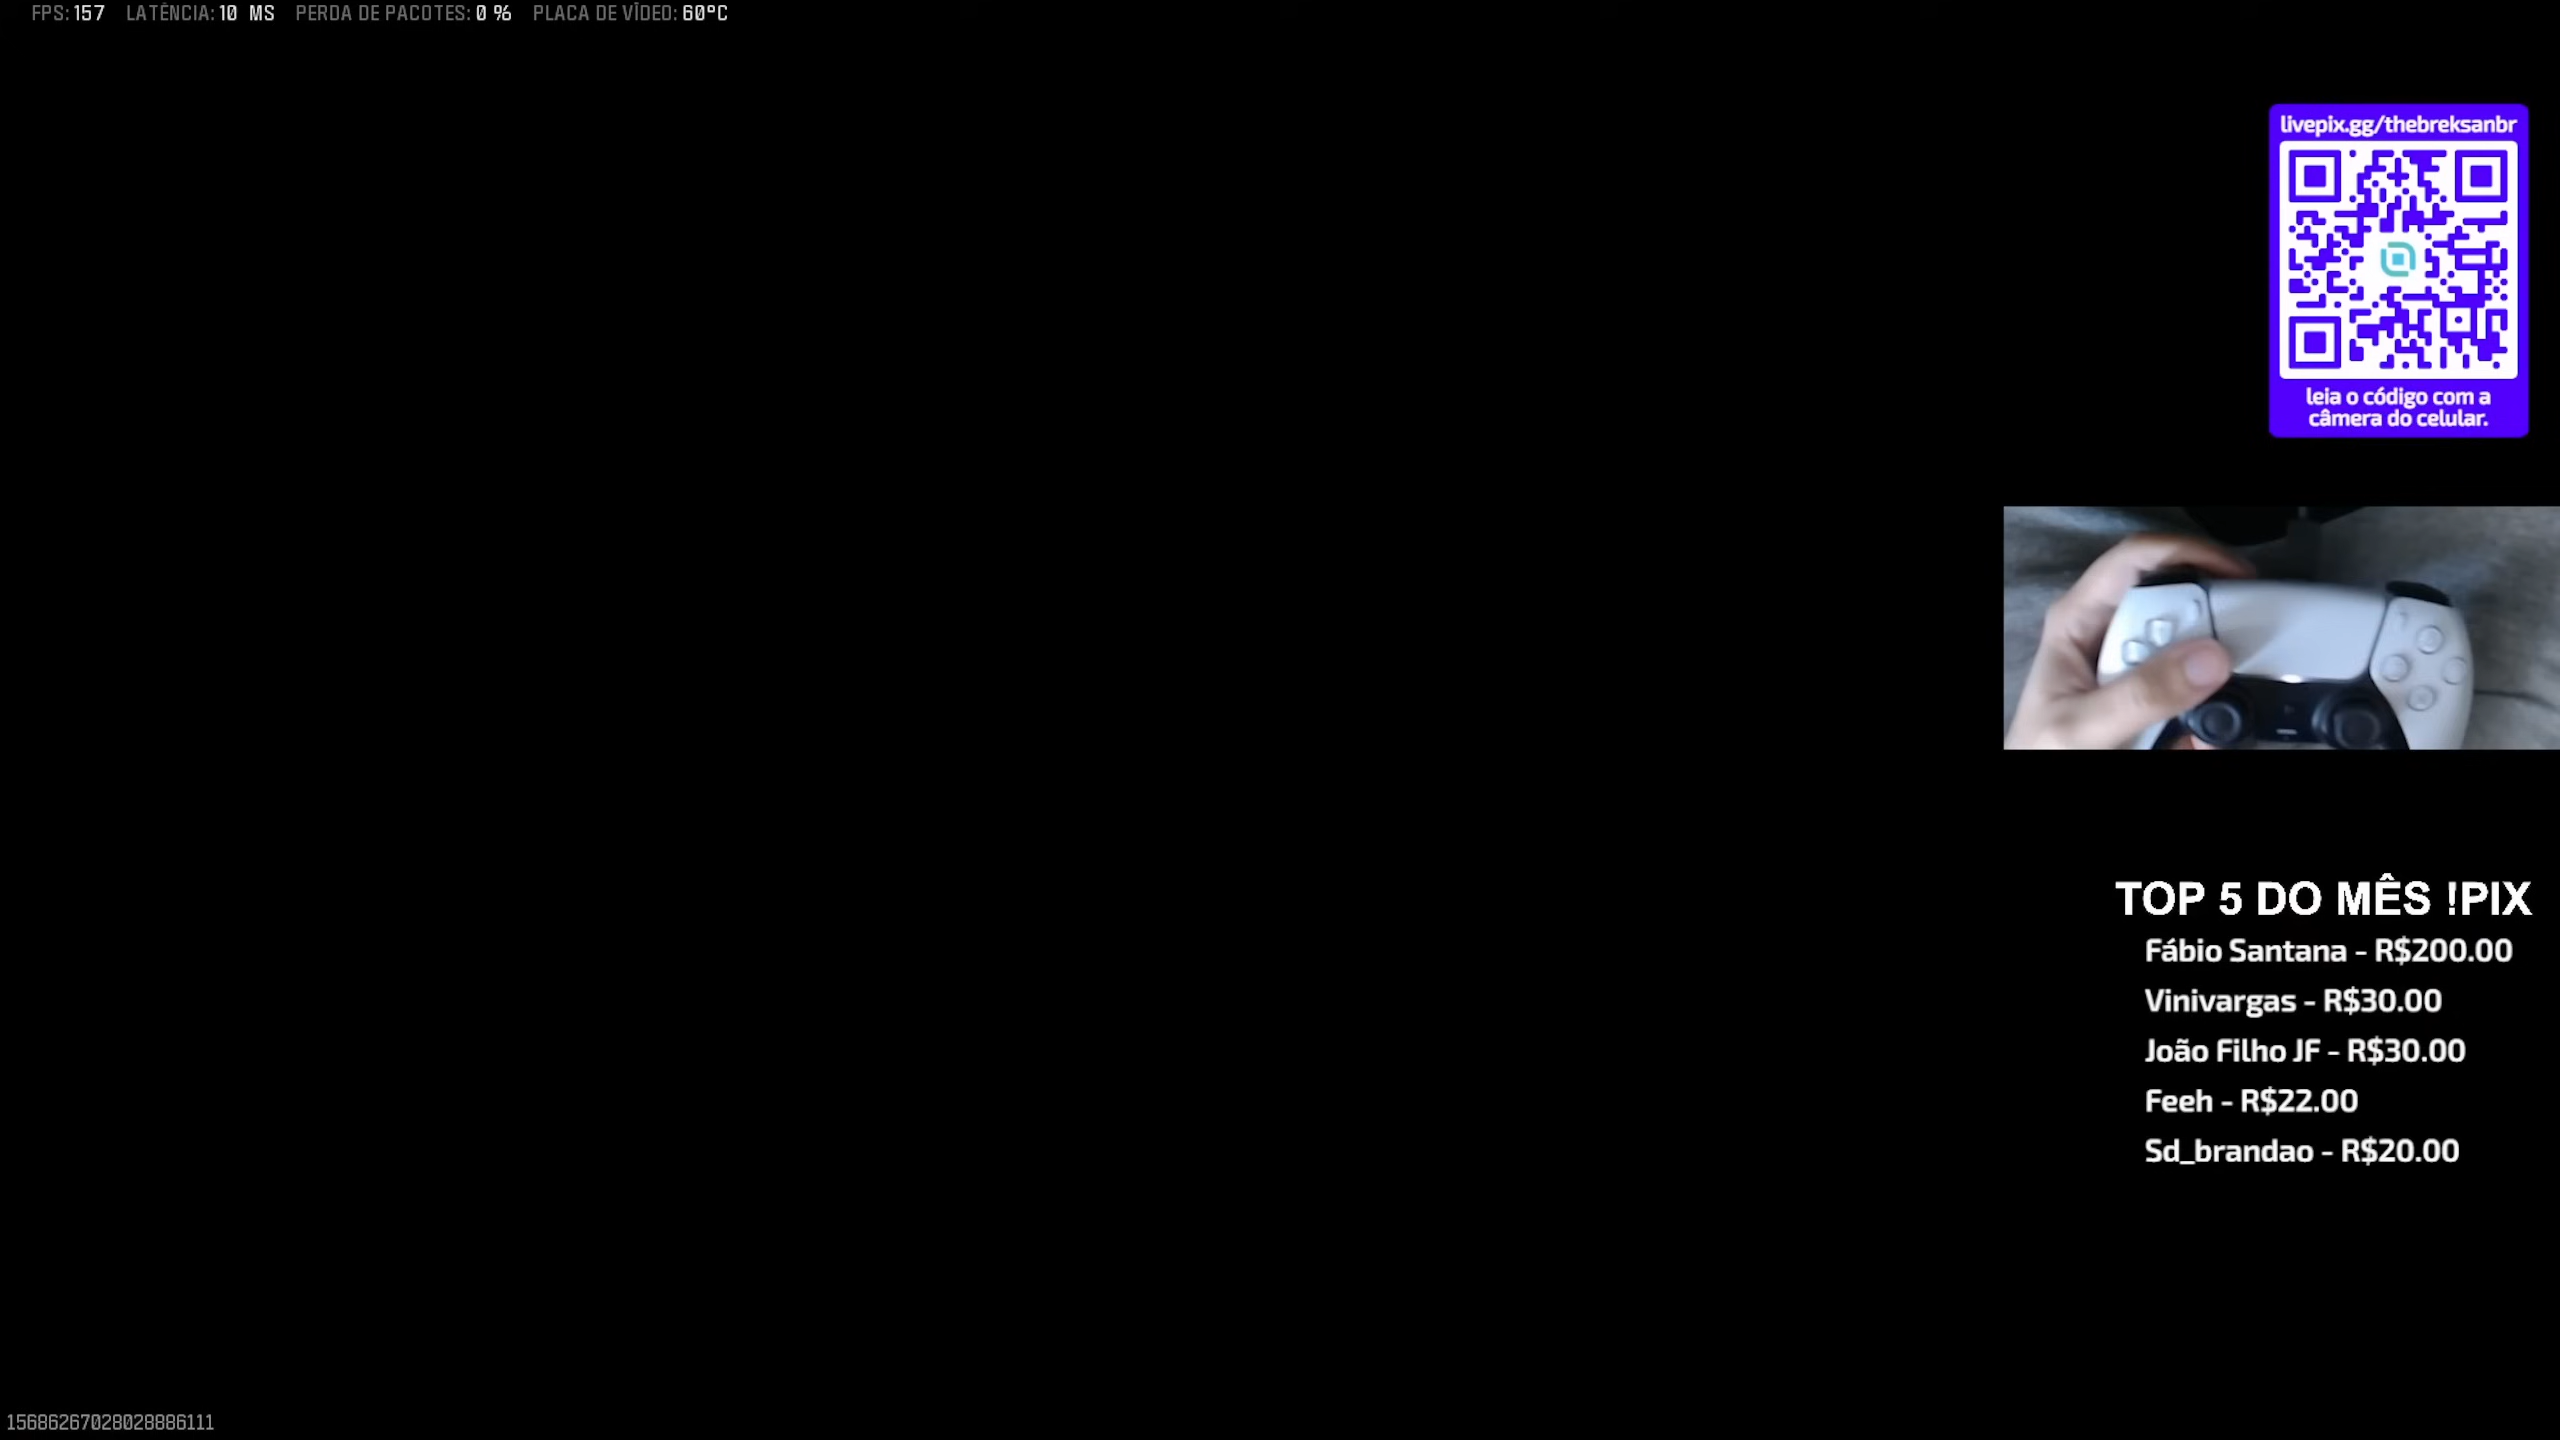 FPS: 157 LATÊNCIA: 10 MS PERDA DE PACOTES: 0 % PLACA DE VÍDEO: 60°C
livepix.gg/thebreksanbr
leia o código com a
câmera do celular.
TOP 5 DO MÊS !PIX
Fábio Santana - R$200.00
Vinivargas - R$30.00
João Filho JF - R$30.00
Feeh - R$22.00
Sd_brandao - R$20.00
15686267028028886111